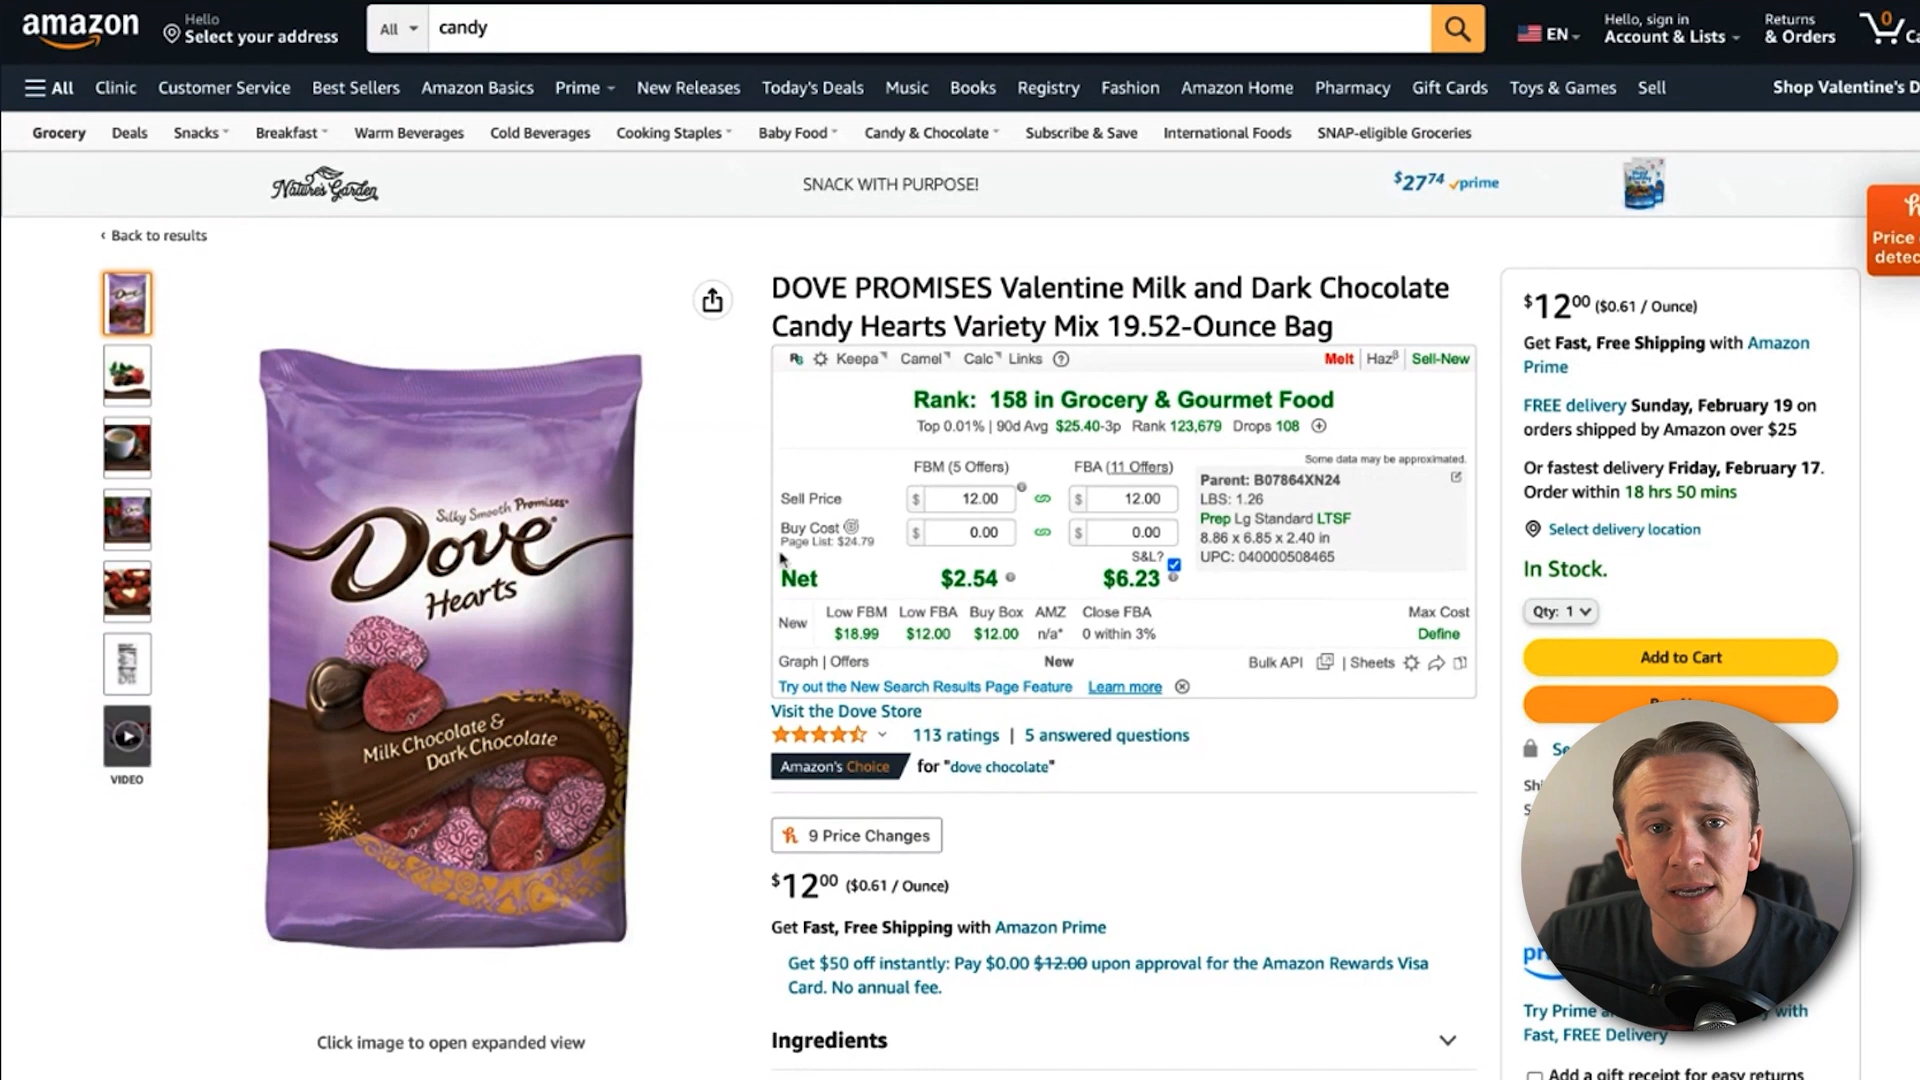 amazon
Hello
Select your address
All
candy
EN
Hello, sign in
Account & Lists
Returns
& Orders
0
All
Clinic
Customer Service
Best Sellers
Amazon Basics
Prime
New Releases
Today's Deals
Music
Books
Registry
Fashion
Amazon Home
Pharmacy
Gift Cards
Toys & Games
Sell
Shop Valentine's D
Grocery
Deals
Snacks
Breakfast
Warm Beverages
Cold Beverages
Cooking Staples
Baby Food
Candy & Chocolate
Subscribe & Save
International Foods
SNAP-eligible Groceries
Nature's Garden
SNACK WITH PURPOSE!
$27 74 prime
Price
detec
‹ Back to results
VIDEO
Silky Smooth Promises
Dove
Hearts
Milk Chocolate &
Dark Chocolate
Click image to open expanded view
DOVE PROMISES Valentine Milk and Dark Chocolate
Candy Hearts Variety Mix 19.52-Ounce Bag
Keepa Camel Calc Links ?
Melt | Haz β | Sell-New
Rank: 158 in Grocery & Gourmet Food
Top 0.01% | 90d Avg $25.40-3p Rank 123,679 Drops 108
Some data may be approximated.
FBM (5 Offers) FBA (11 Offers)
Sell Price $ 12.00 $ 12.00
Buy Cost $ 0.00 $ 0.00
Page List: $24.79
S&L?
Net $2.54 $6.23
Parent: B07864XN24
LBS: 1.26
Prep Lg Standard LTSF
8.86 x 6.85 x 2.40 in
UPC: 040000508465
Low FBM Low FBA Buy Box AMZ Close FBA Max Cost
New $18.99 $12.00 $12.00 n/a* 0 within 3% Define
Graph | Offers New Bulk API | Sheets
Try out the New Search Results Page Feature Learn more
Visit the Dove Store
113 ratings | 5 answered questions
Amazon's Choice for "dove chocolate"
9 Price Changes
$12 00 ($0.61 / Ounce)
Get Fast, Free Shipping with Amazon Prime
Get $50 off instantly: Pay $0.00 $12.00 upon approval for the Amazon Rewards Visa
Card. No annual fee.
Ingredients
$12 00 ($0.61 / Ounce)
Get Fast, Free Shipping with Amazon
Prime
FREE delivery Sunday, February 19 on
orders shipped by Amazon over $25
Or fastest delivery Friday, February 17.
Order within 18 hrs 50 mins
Select delivery location
In Stock.
Qty: 1
Add to Cart
Se
Sh
pr
Try Prime
with
Fast, FREE Delivery
Add a gift receipt for easy returns